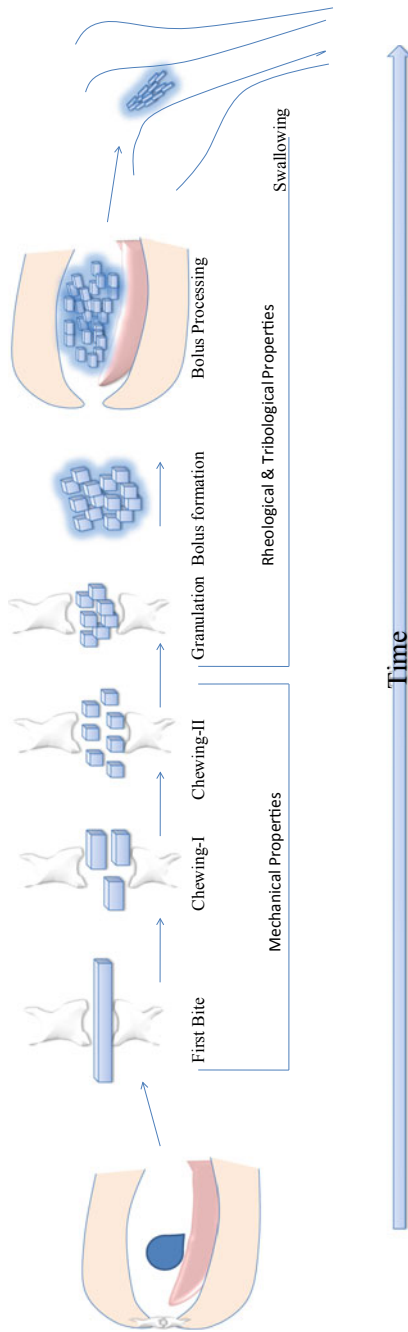 First Bite
Chewing-I
Chewing-II
Granulation
Bolus formation
Bolus Processing
Swallowing
Mechanical Properties
Rheological & Tribological Properties
Time